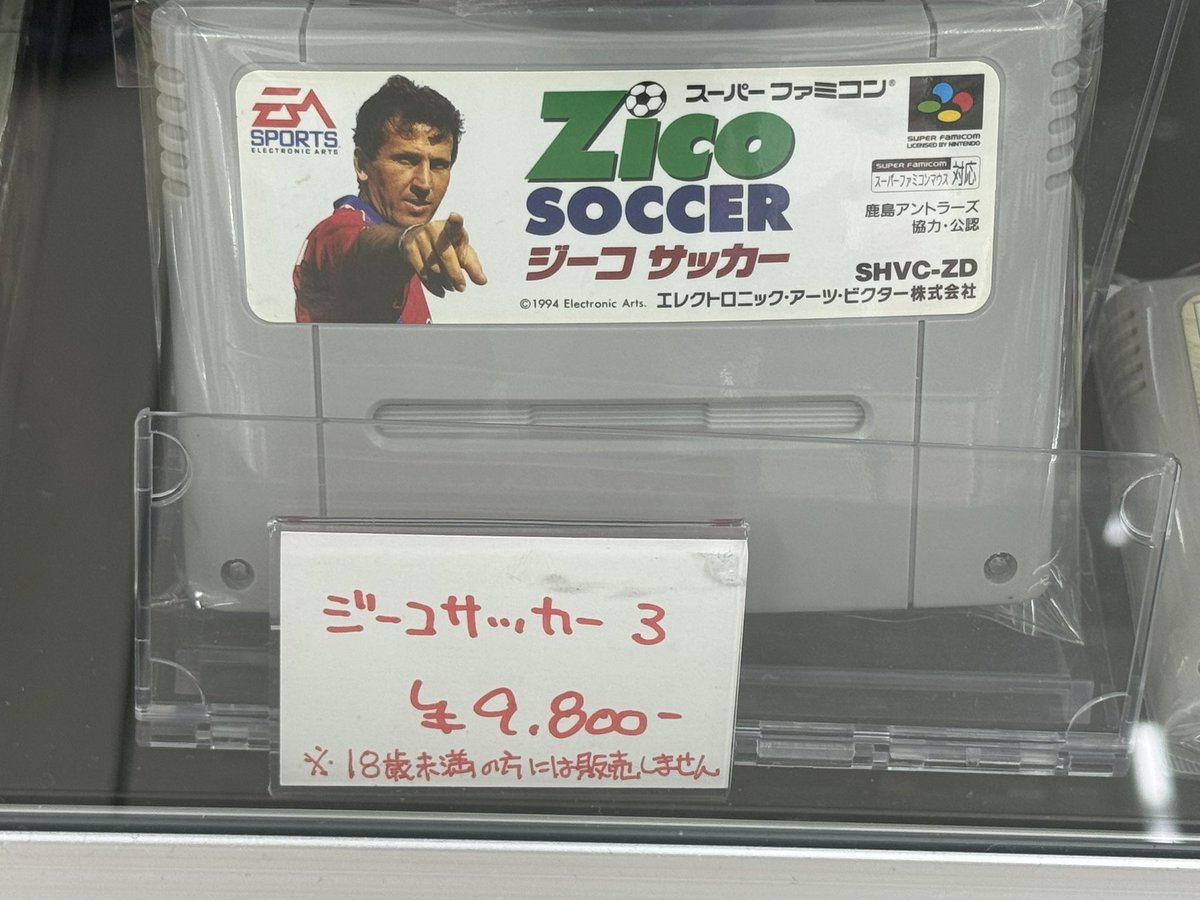 EA
SPORTS
ELECTRONIC ARTS
スーパーファミコン®
Zico
SOCCER
ジーコ サッカー
©1994 Electronic Arts. エレクトロニック・アーツ・ビクター株式会社
SUPER FAMICOM
LICENSED BY NINTENDO
SUPER FAMICOM
スーパーファミコンマウス 対応
鹿島アントラーズ
協力・公認
SHVC-ZD
ジーコサッカー 3
¥9.800-
※18歳未満の方には販売しません